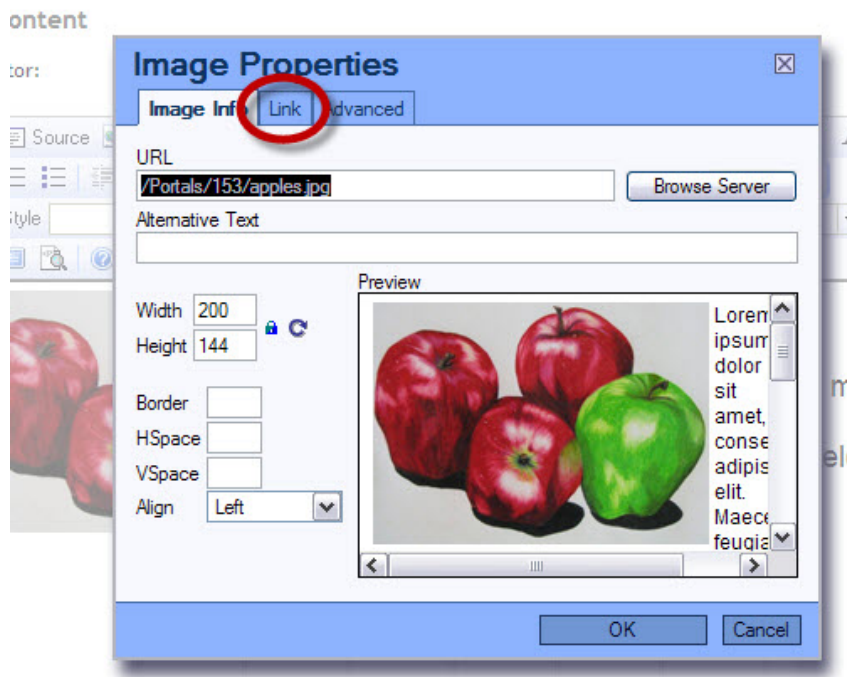 ontent
tor:
Image Properties
Image Info Link Advanced
Source
URL
/Portals/153/apples.jpg
Browse Server
Style
Alternative Text
Preview
Width 200
Height 144
Border
HSpace
VSpace
Align Left
Lorem
ipsum
dolor
sit
amet,
conse
adipis
elit.
Maece
feugia
m
ele
OK Cancel